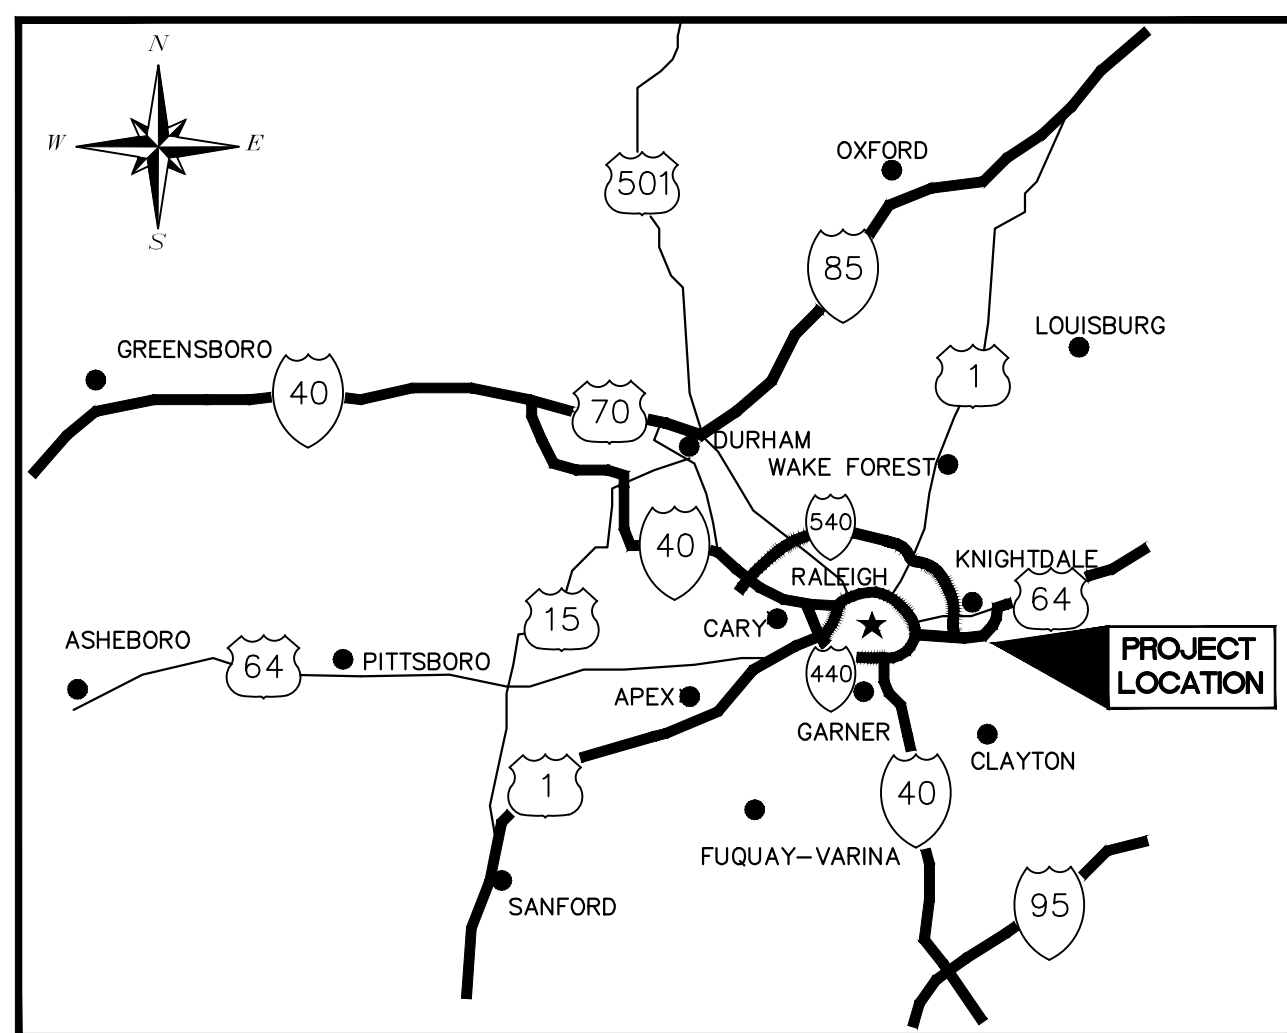 N
W E
S
501
OXFORD
85
LOUISBURG
GREENSBORO
1
40
70
DURHAM
WAKE FOREST
540
40
KNIGHTDALE
RALEIGH
64
15
CARY
ASHEBORO
PROJECT
LOCATION
64
PITTSBORO
440
APEX
GARNER
CLAYTON
1
40
FUQUAY-VARINA
SANFORD
95